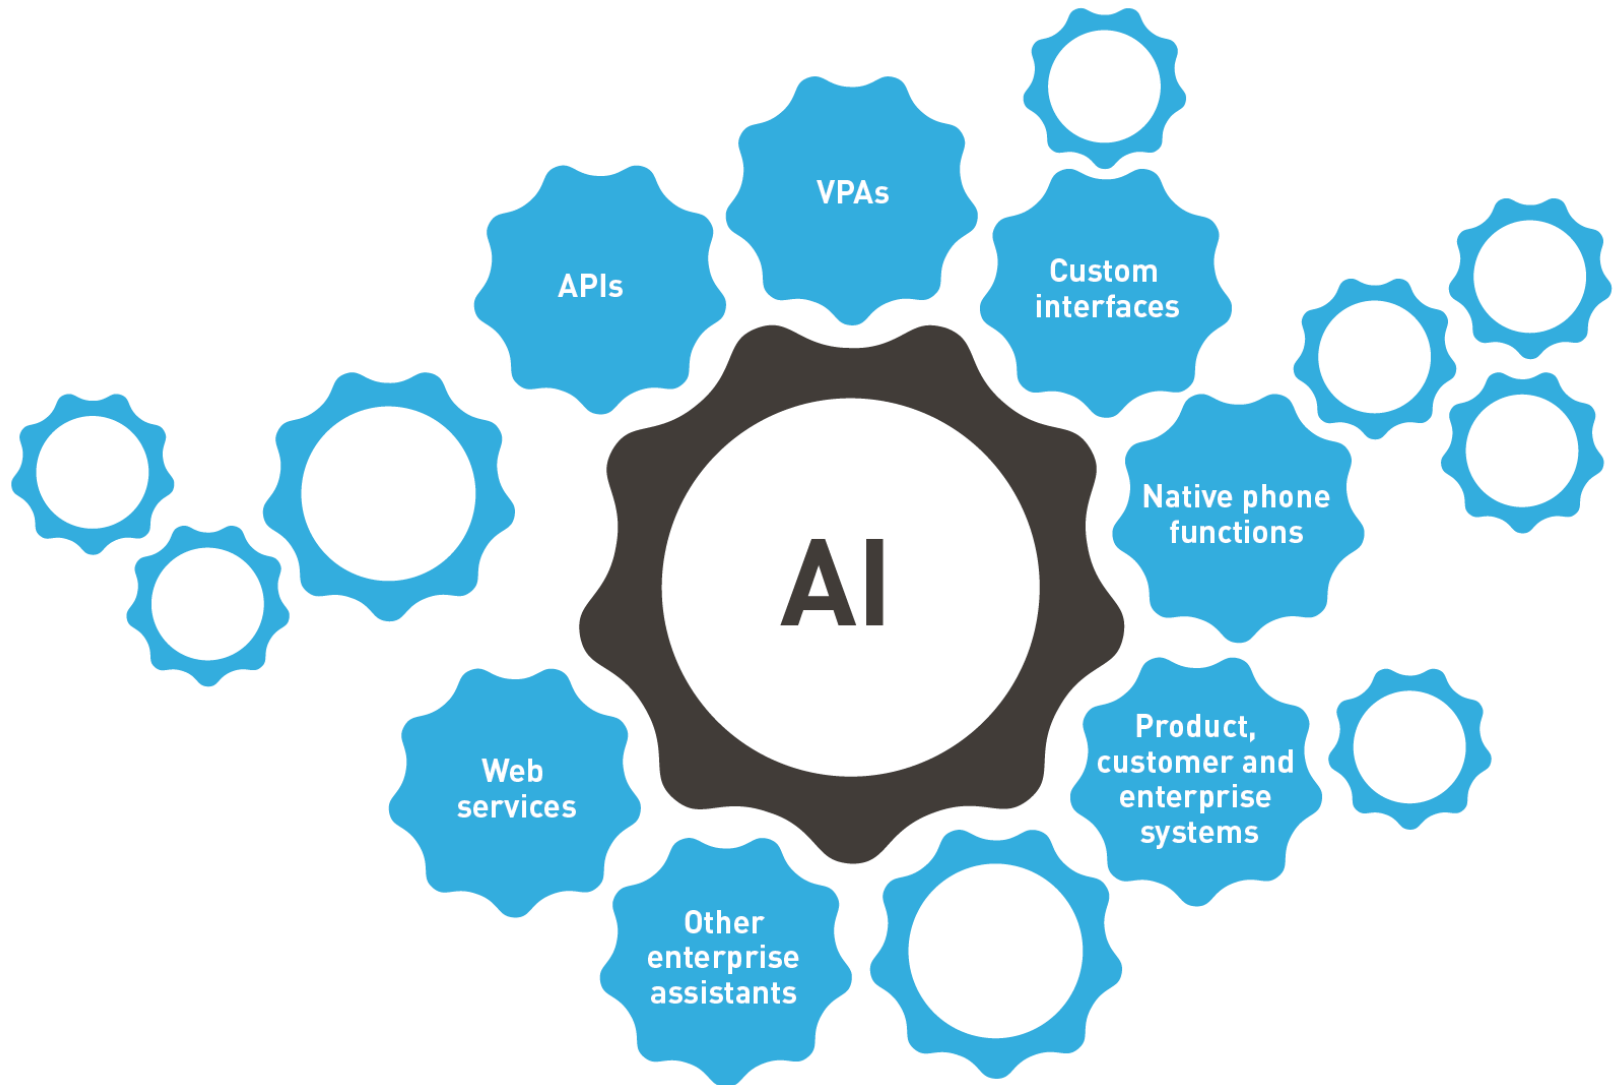 VPAs
APIs
Custom
interfaces
Native phone
functions
AI
Product,
customer and
enterprise
systems
Web
services
Other
enterprise
assistants